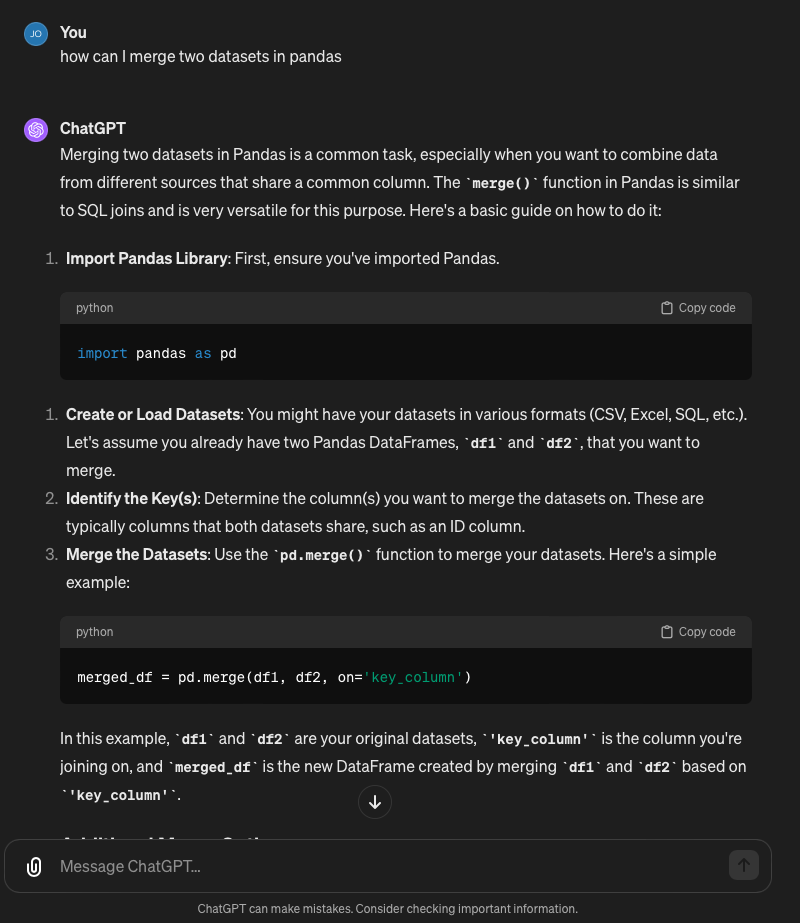 JO
You
how can I merge two datasets in pandas
ChatGPT
Merging two datasets in Pandas is a common task, especially when you want to combine data
from different sources that share a common column. The `merge()` function in Pandas is similar
to SQL joins and is very versatile for this purpose. Here's a basic guide on how to do it:
1. Import Pandas Library: First, ensure you've imported Pandas.
python Copy code
import pandas as pd
1. Create or Load Datasets: You might have your datasets in various formats (CSV, Excel, SQL, etc.).
Let's assume you already have two Pandas DataFrames, `df1` and `df2`, that you want to
merge.
2. Identify the Key(s): Determine the column(s) you want to merge the datasets on. These are
typically columns that both datasets share, such as an ID column.
3. Merge the Datasets: Use the `pd.merge()` function to merge your datasets. Here's a simple
example:
python Copy code
merged_df = pd.merge(df1, df2, on='key_column')
In this example, `df1` and `df2` are your original datasets, `'key_column'` is the column you're
joining on, and `merged_df` is the new DataFrame created by merging `df1` and `df2` based on
`'key_column'`.
Message ChatGPT...
ChatGPT can make mistakes. Consider checking important information.